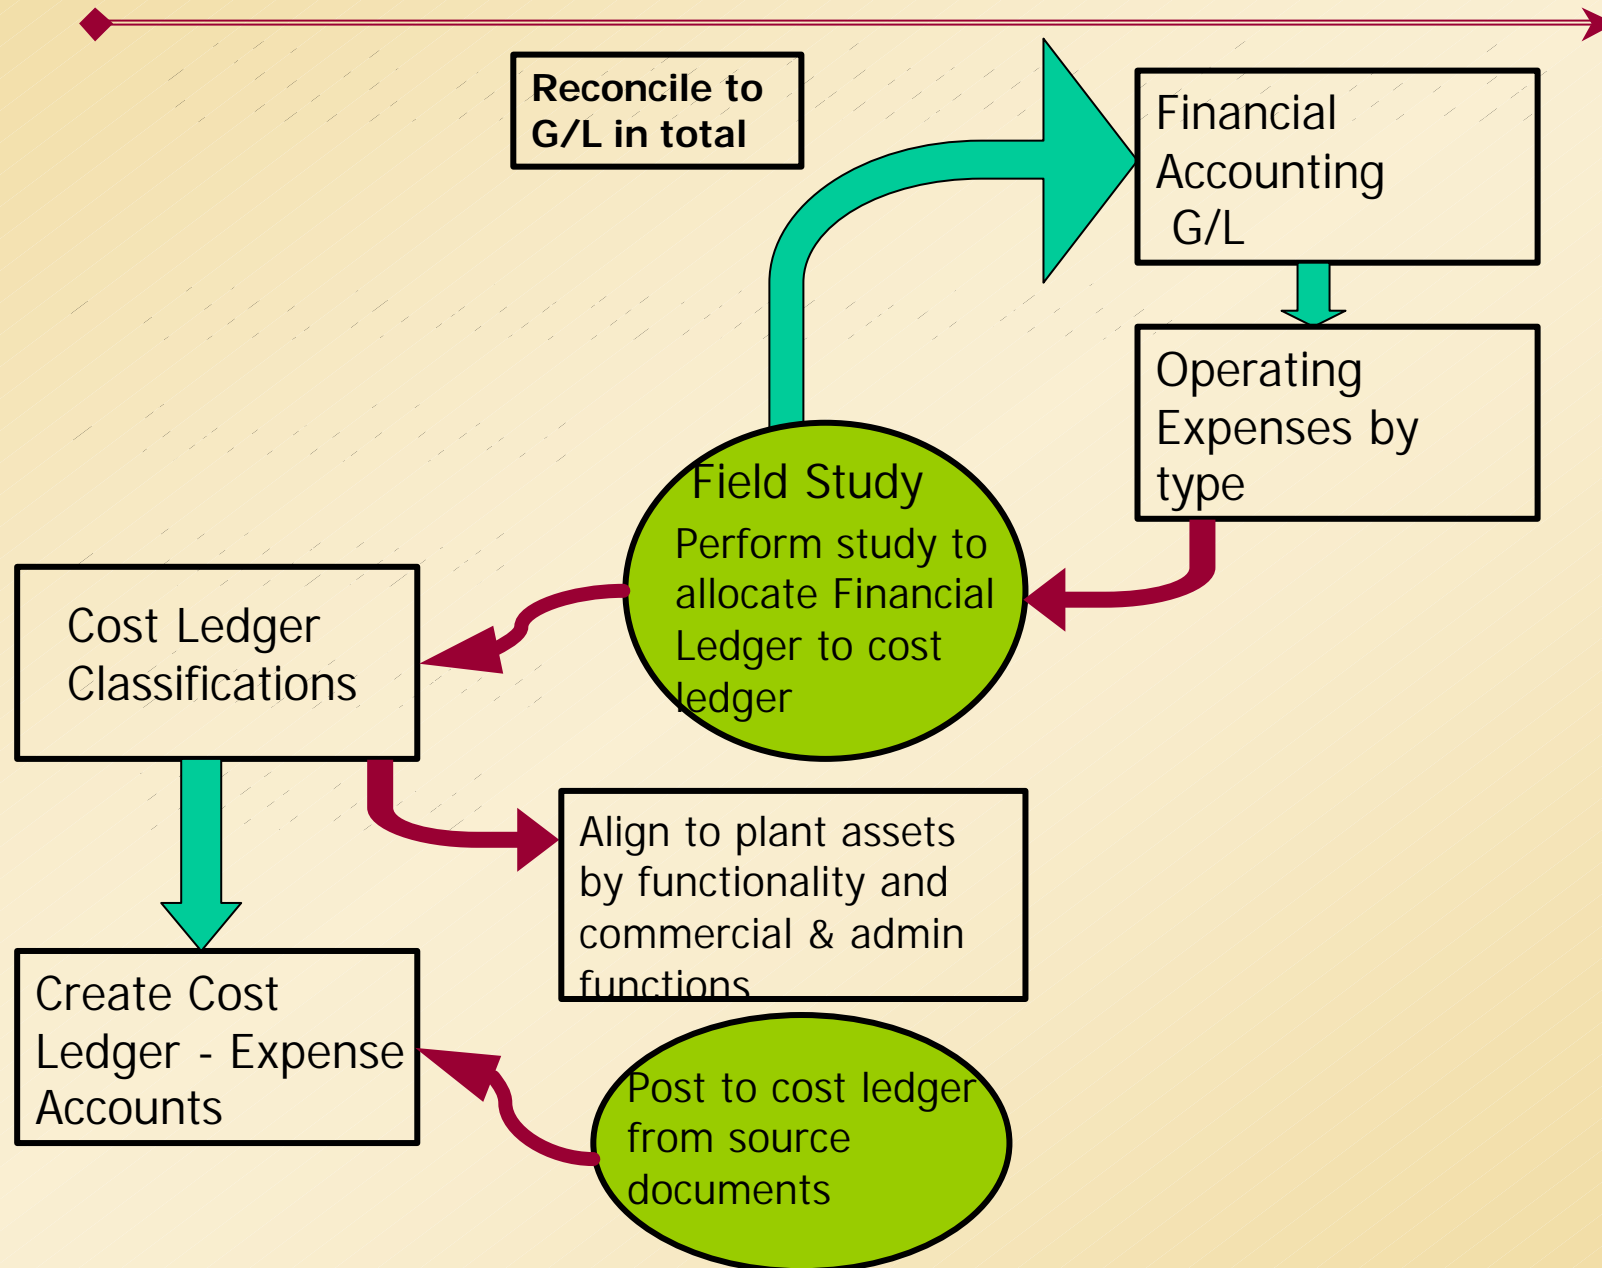 Reconcile to
G/L in total
Financial
Accounting
G/L
Operating
Expenses by
type
Field Study
Perform study to
allocate Financial
Ledger to cost
ledger
Cost Ledger
Classifications
Align to plant assets
by functionality and
commercial & admin
functions
Create Cost
Ledger - Expense
Accounts
Post to cost ledger
from source
documents